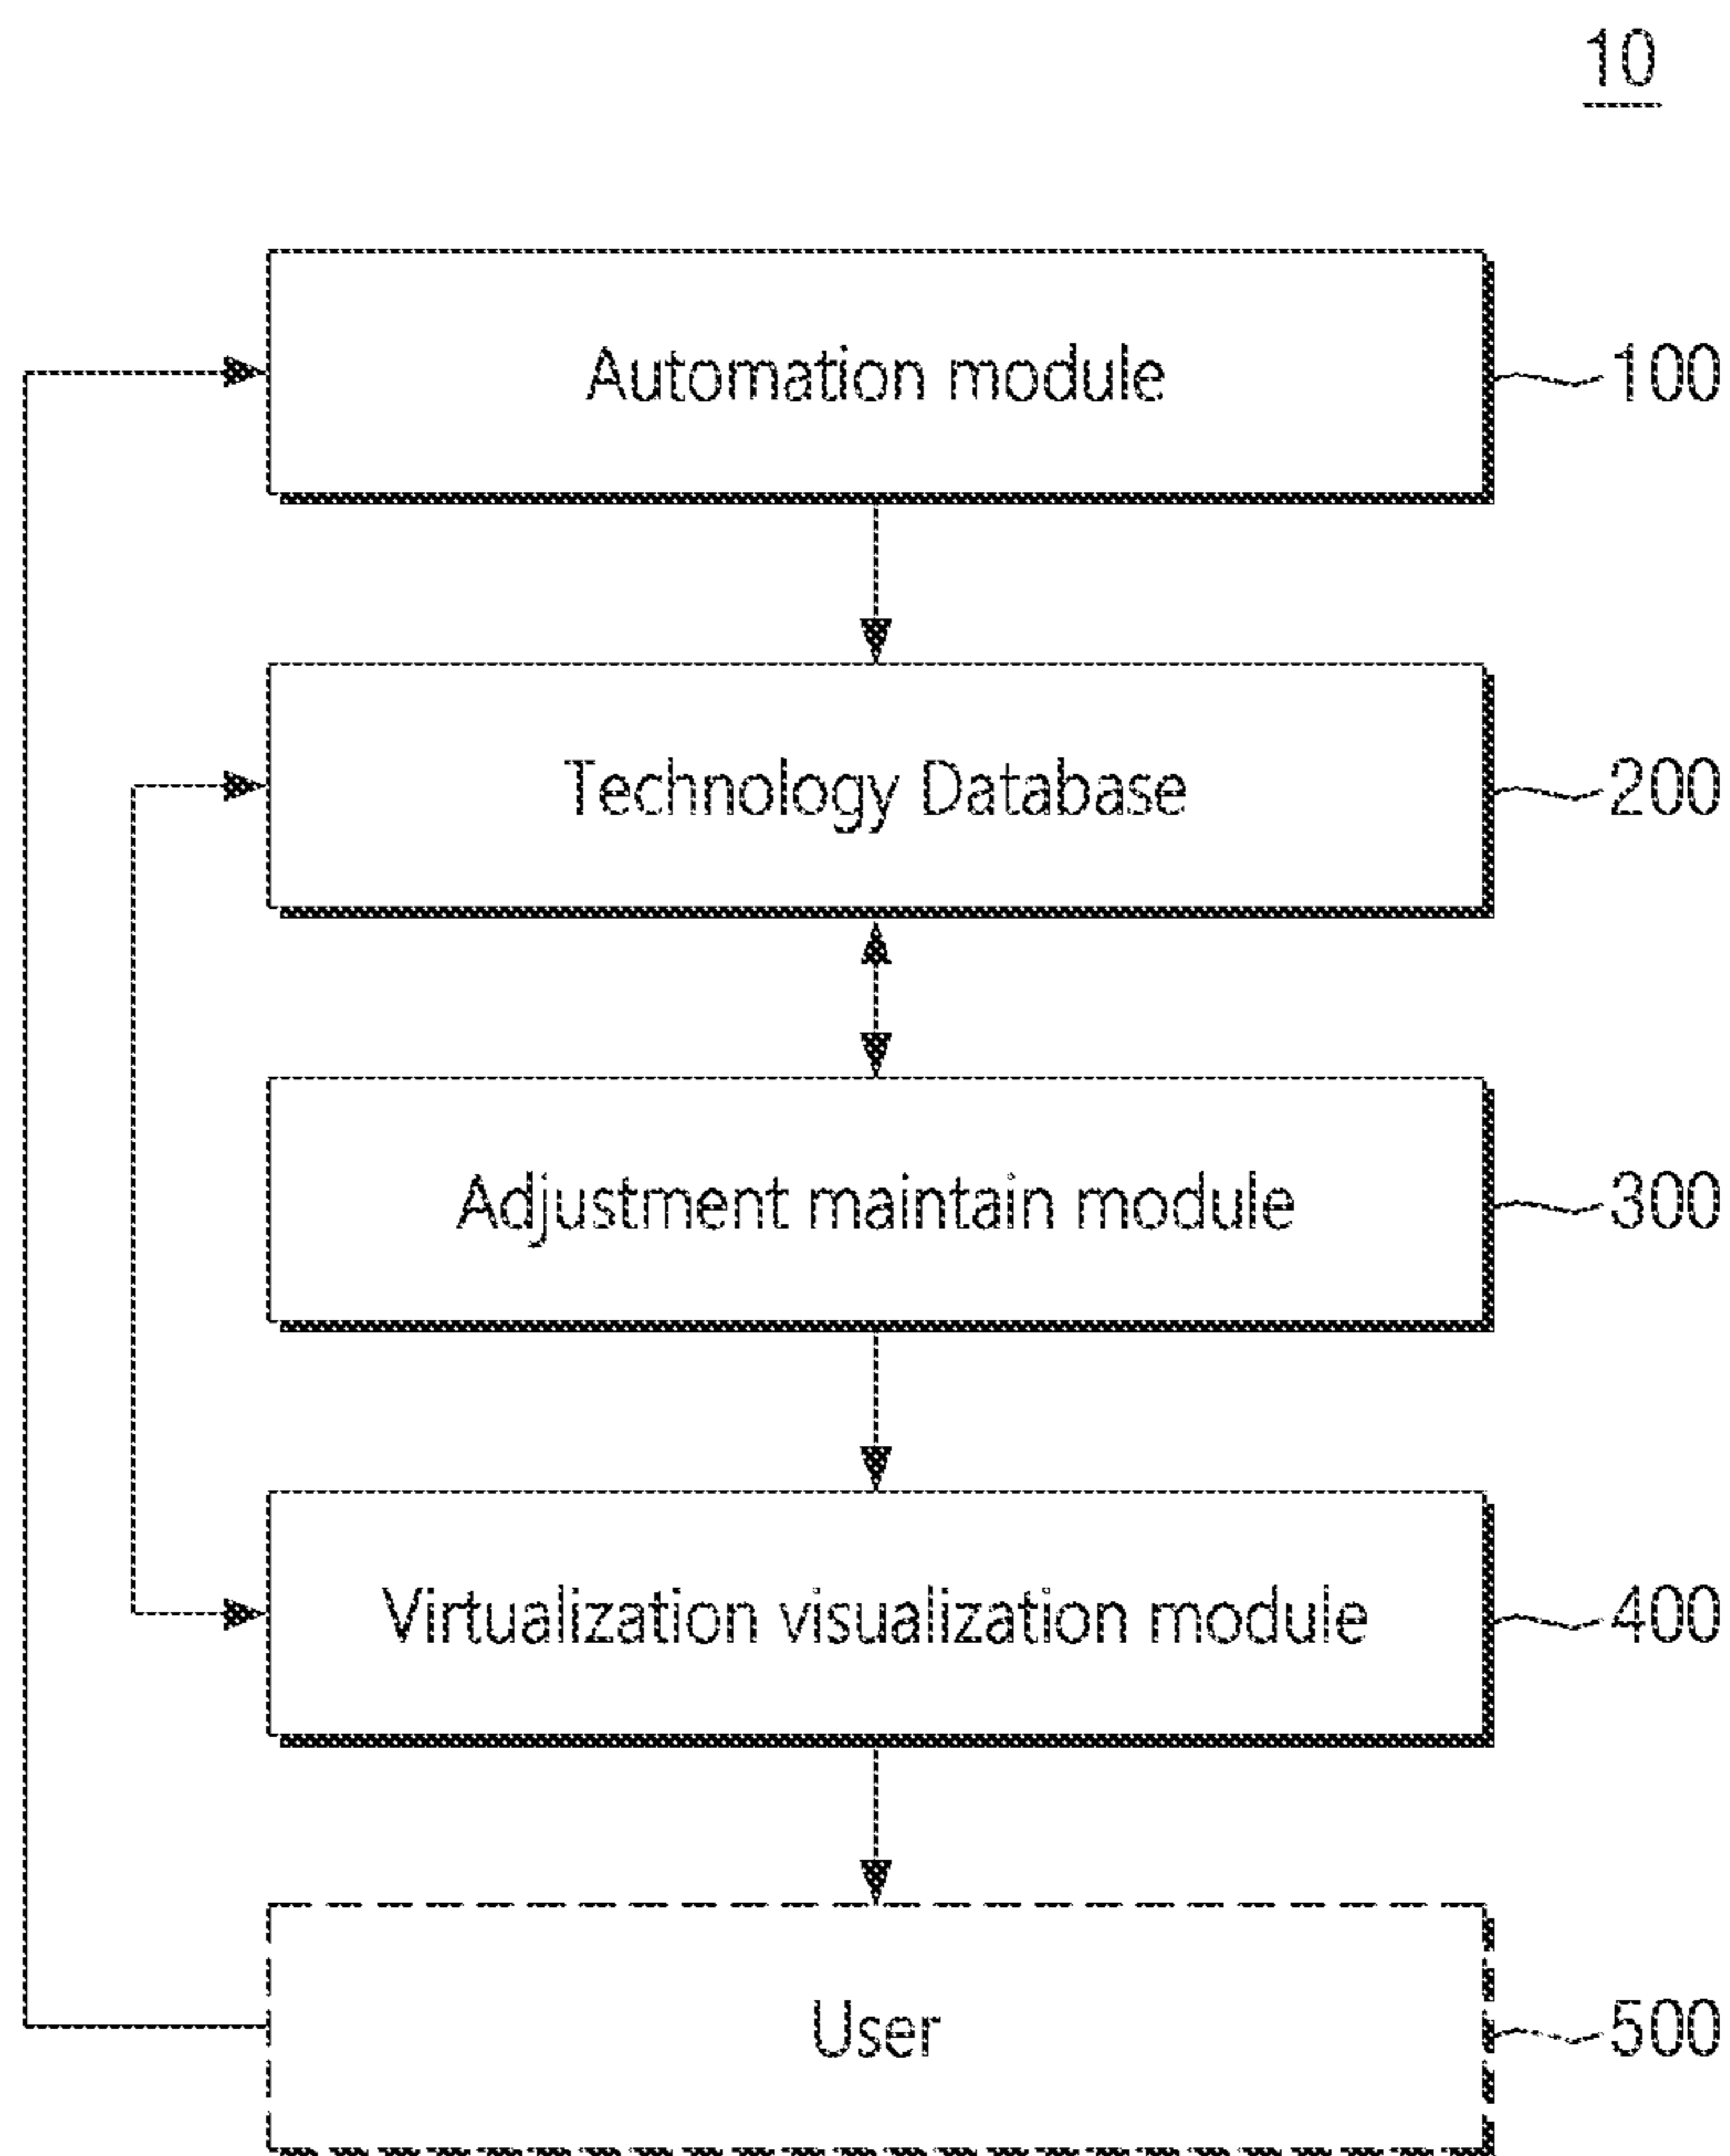 10
Automation module
100
Technology Database
200
Adjustment maintain module
300
Virtualization visualization module
400
User
500